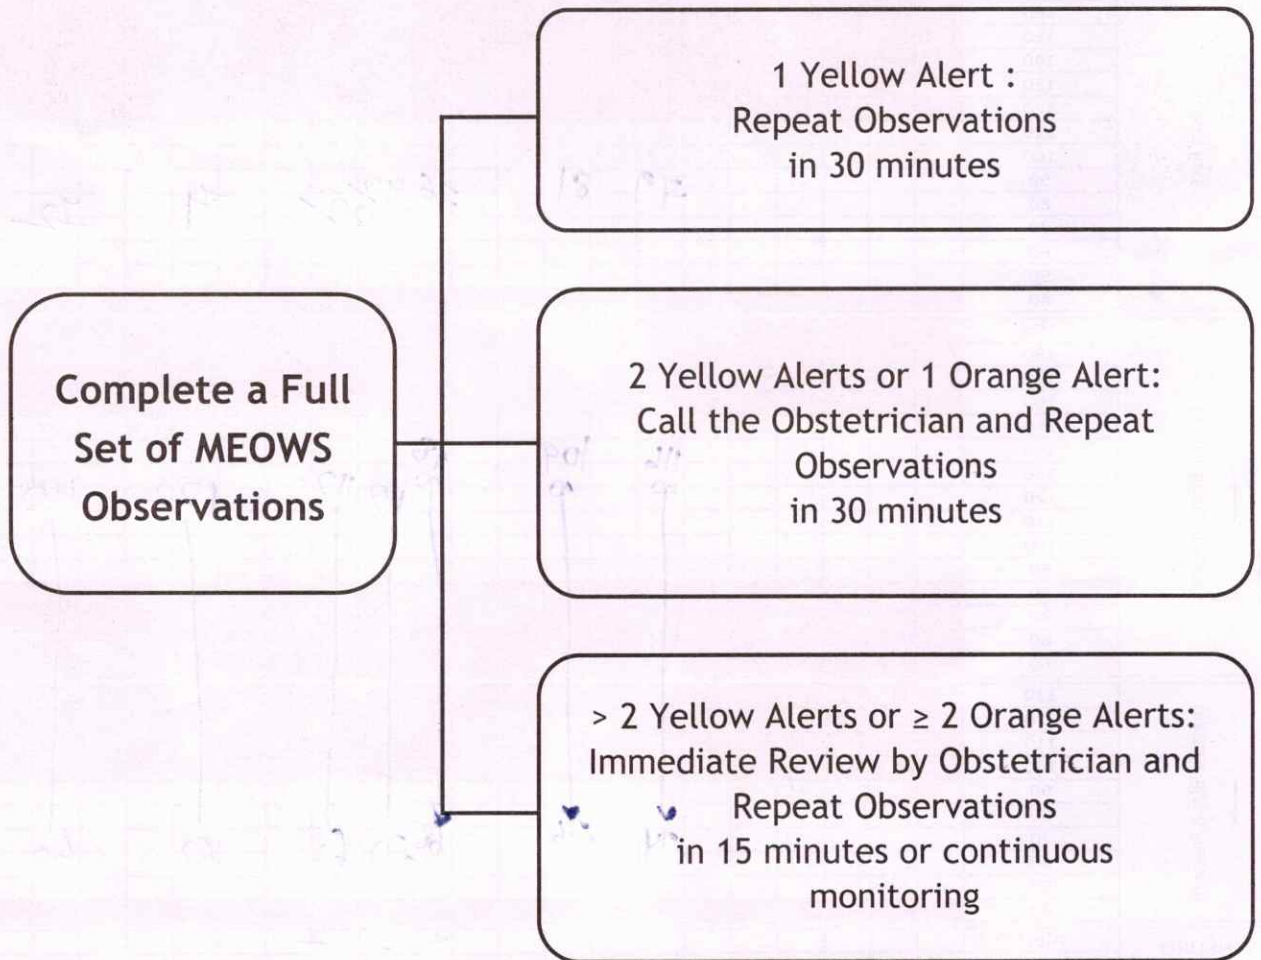 1 Yellow Alert :
Repeat Observations
in 30 minutes
Complete a Full
Set of MEOWS
Observations
2 Yellow Alerts or 1 Orange Alert:
Call the Obstetrician and Repeat
Observations
in 30 minutes
> 2 Yellow Alerts or ≥ 2 Orange Alerts:
Immediate Review by Obstetrician and
Repeat Observations
in 15 minutes or continuous
monitoring